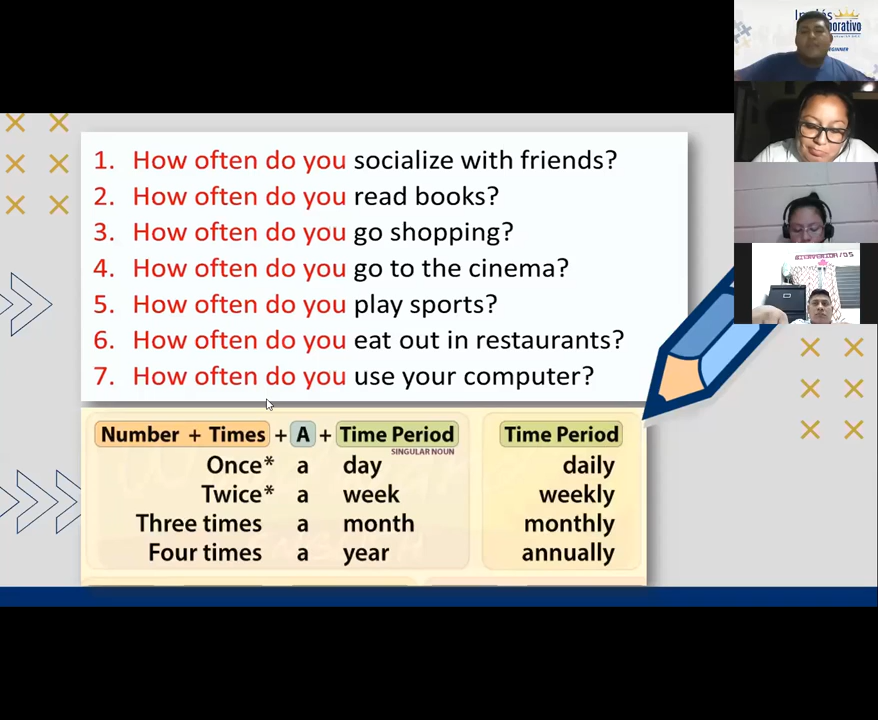 1. How often do you socialize with friends?
2. How often do you read books?
3. How often do you go shopping?
4. How often do you go to the cinema?
5. How often do you play sports?
6. How often do you eat out in restaurants?
7. How often do you use your computer?
Number + Times + A + Time Period
SINGULAR NOUN
Once* a day
Twice* a week
Three times a month
Four times a year
Time Period
daily
weekly
monthly
annually